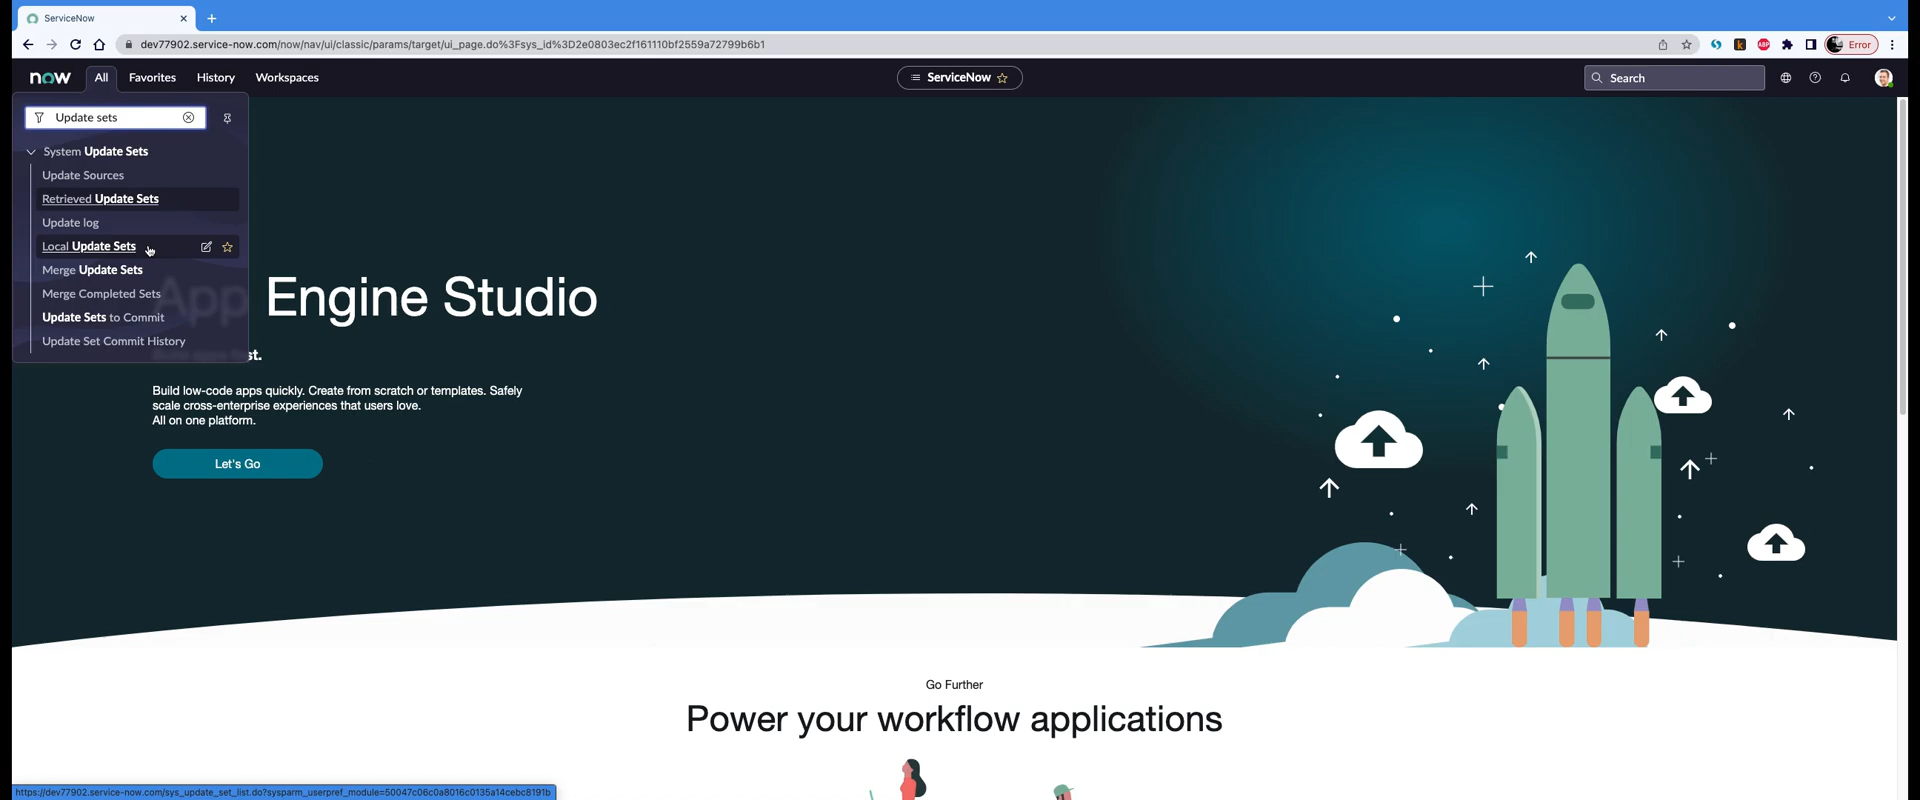 ServiceNow
dev77902.service-now.com/now/nav/ui/classic/params/target/ui_page.do%3Fsys_id%3D2e0803ec2f161110bf2559a72799b6b1
k
ABP
Error
now
All
Favorites
History
Workspaces
ServiceNow
Search
Update sets
System Update Sets
Update Sources
Retrieved Update Sets
Update log
Local Update Sets
Merge Update Sets
Merge Completed Sets
Update Sets to Commit
Update Set Commit History
App Engine Studio
st.
Build low-code apps quickly. Create from scratch or templates. Safely
scale cross-enterprise experiences that users love.
All on one platform.
Let's Go
Go Further
Power your workflow applications
https://dev77902.service-now.com/sys_update_set_list.do?sysparm_userpref_module=50047c06c0a8016c0135a14cebc8191b